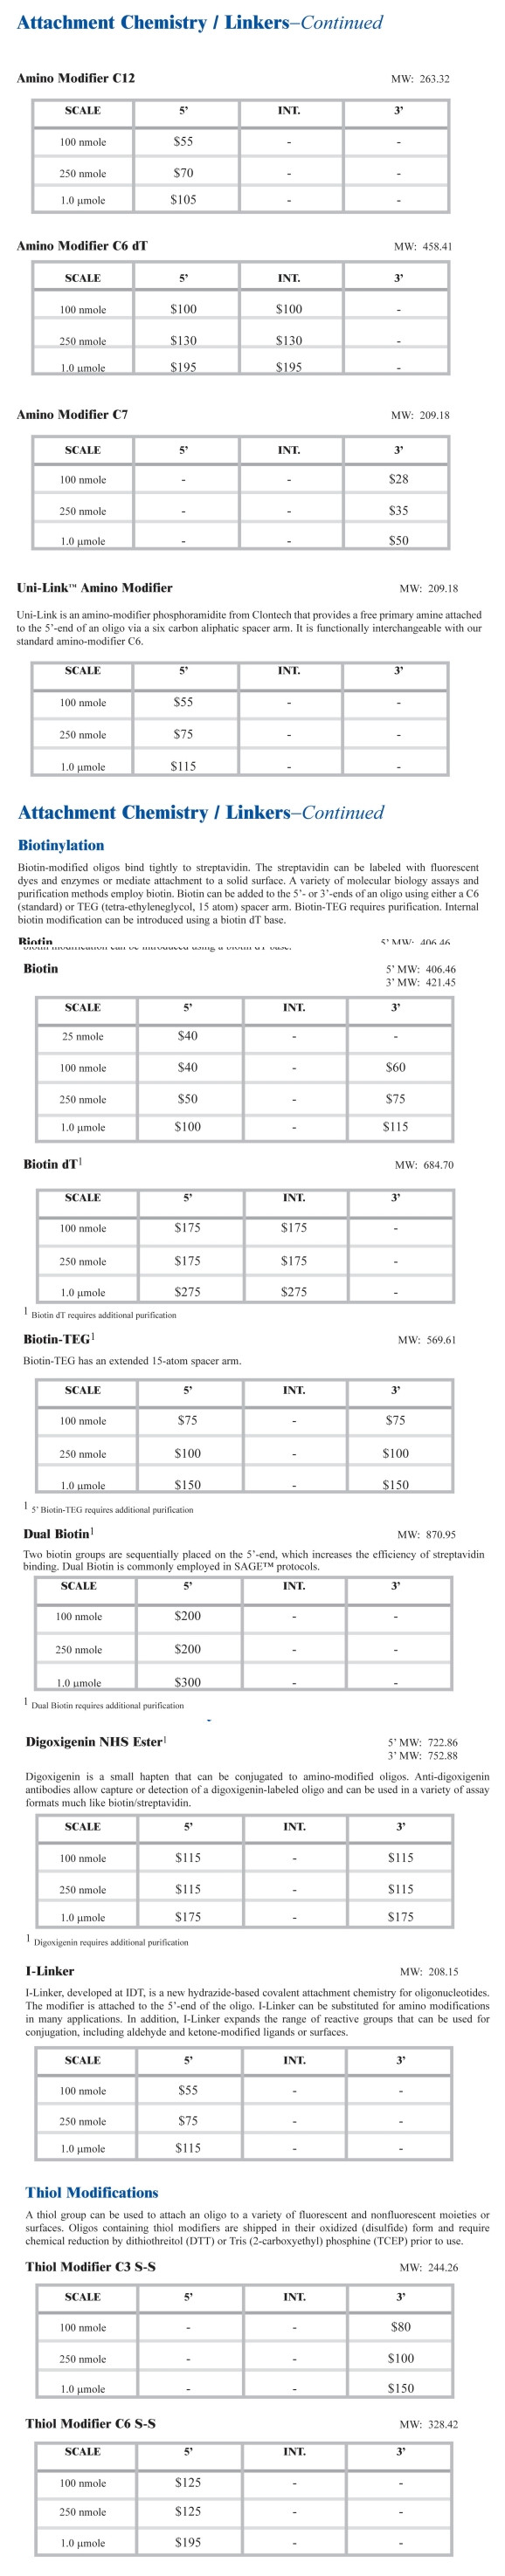 Attachment Chemistry / Linkers–Continued
Amino Modifier C12 MW: 263.32
SCALE 5’ INT. 3’
100 nmole $55 - -
250 nmole $70 - -
1.0 µmole $105 - -
Amino Modifier C6 dT MW: 458.41
SCALE 5’ INT. 3’
100 nmole $100 $100 -
250 nmole $130 $130 -
1.0 µmole $195 $195 -
Amino Modifier C7 MW: 209.18
SCALE 5’ INT. 3’
100 nmole - - $28
250 nmole - - $35
1.0 µmole - - $50
Uni-Link™ Amino Modifier MW: 209.18
Uni-Link is an amino-modifier phosphoramidite from Clontech that provides a free primary amine attached
to the 5’-end of an oligo via a six carbon aliphatic spacer arm. It is functionally interchangeable with our
standard amino-modifier C6.
SCALE 5’ INT. 3’
100 nmole $55 - -
250 nmole $75 - -
1.0 µmole $115 - -
Attachment Chemistry / Linkers–Continued
Biotinylation
Biotin-modified oligos bind tightly to streptavidin. The streptavidin can be labeled with fluorescent
dyes and enzymes or mediate attachment to a solid surface. A variety of molecular biology assays and
purification methods employ biotin. Biotin can be added to the 5’- or 3’-ends of an oligo using either a C6
(standard) or TEG (tetra-ethyleneglycol, 15 atom) spacer arm. Biotin-TEG requires purification. Internal
biotin modification can be introduced using a biotin dT base.
Biotin 5’ MW: 406.46
biotin modification can be introduced using a biotin dT base.
Biotin 5’ MW: 406.46
3’ MW: 421.45
SCALE 5’ INT. 3’
25 nmole $40 - -
100 nmole $40 - $60
250 nmole $50 - $75
1.0 µmole $100 - $115
Biotin dT1 MW: 684.70
SCALE 5’ INT. 3’
100 nmole $175 $175 -
250 nmole $175 $175 -
1.0 µmole $275 $275 -
1 Biotin dT requires additional purification
Biotin-TEG1 MW: 569.61
Biotin-TEG has an extended 15-atom spacer arm.
SCALE 5’ INT. 3’
100 nmole $75 - $75
250 nmole $100 - $100
1.0 µmole $150 - $150
1 5’ Biotin-TEG requires additional purification
Dual Biotin1 MW: 870.95
Two biotin groups are sequentially placed on the 5’-end, which increases the efficiency of streptavidin
binding. Dual Biotin is commonly employed in SAGE™ protocols.
SCALE 5’ INT. 3’
100 nmole $200 - -
250 nmole $200 - -
1.0 µmole $300 - -
1 Dual Biotin requires additional purification
Digoxigenin NHS Ester1 5’ MW: 722.86
3’ MW: 752.88
Digoxigenin is a small hapten that can be conjugated to amino-modified oligos. Anti-digoxigenin
antibodies allow capture or detection of a digoxigenin-labeled oligo and can be used in a variety of assay
formats much like biotin/streptavidin.
SCALE 5’ INT. 3’
100 nmole $115 - $115
250 nmole $115 - $115
1.0 µmole $175 - $175
1 Digoxigenin requires additional purification
I-Linker MW: 208.15
I-Linker, developed at IDT, is a new hydrazide-based covalent attachment chemistry for oligonucleotides.
The modifier is attached to the 5’-end of the oligo. I-Linker can be substituted for amino modifications
in many applications. In addition, I-Linker expands the range of reactive groups that can be used for
conjugation, including aldehyde and ketone-modified ligands or surfaces.
SCALE 5’ INT. 3’
100 nmole $55 - -
250 nmole $75 - -
1.0 µmole $115 - -
Thiol Modifications
A thiol group can be used to attach an oligo to a variety of fluorescent and nonfluorescent moieties or
surfaces. Oligos containing thiol modifiers are shipped in their oxidized (disulfide) form and require
chemical reduction by dithiothreitol (DTT) or Tris (2-carboxyethyl) phosphine (TCEP) prior to use.
Thiol Modifier C3 S-S MW: 244.26
SCALE 5’ INT. 3’
100 nmole - - $80
250 nmole - - $100
1.0 µmole - - $150
Thiol Modifier C6 S-S MW: 328.42
SCALE 5’ INT. 3’
100 nmole $125 - -
250 nmole $125 - -
1.0 µmole $195 - -